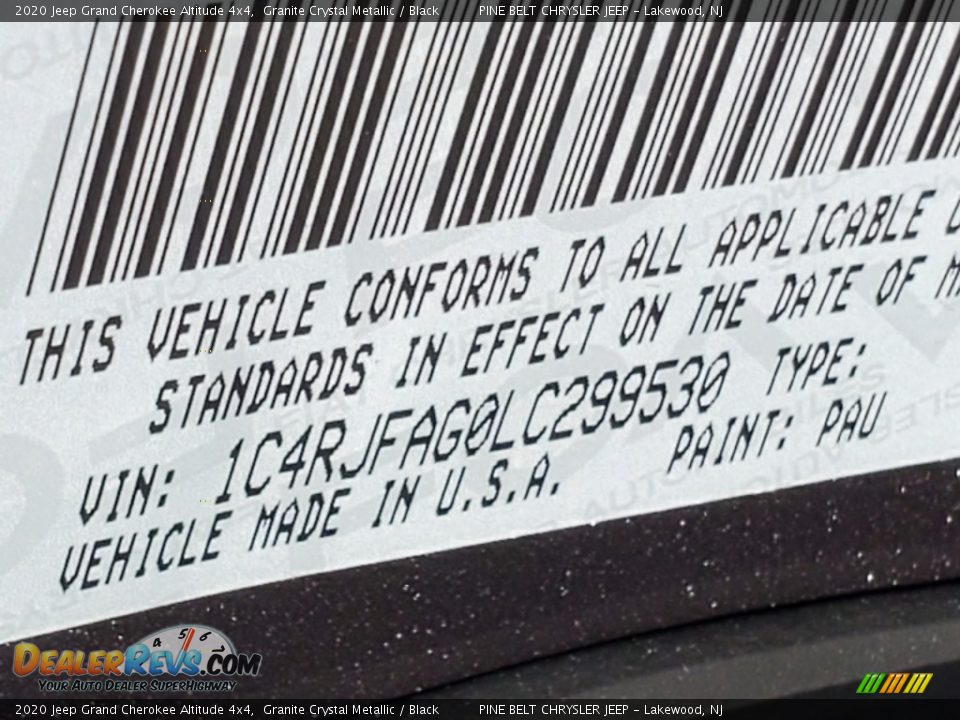 2020 Jeep Grand Cherokee Altitude 4x4, Granite Crystal Metallic / Black PINE BELT CHRYSLER JEEP - Lakewood, NJ
THIS VEHICLE CONFORMS TO ALL APPLICABLE
STANDARDS IN EFFECT ON THE DATE OF
VIN: 1C4RJFAG0LC299530 TYPE:
VEHICLE MADE IN U.S.A. PAINT: PAU
4 5 6
DEALERREVS.COM
YOUR AUTO DEALER SUPERHIGHWAY
2020 Jeep Grand Cherokee Altitude 4x4, Granite Crystal Metallic / Black PINE BELT CHRYSLER JEEP - Lakewood, NJ